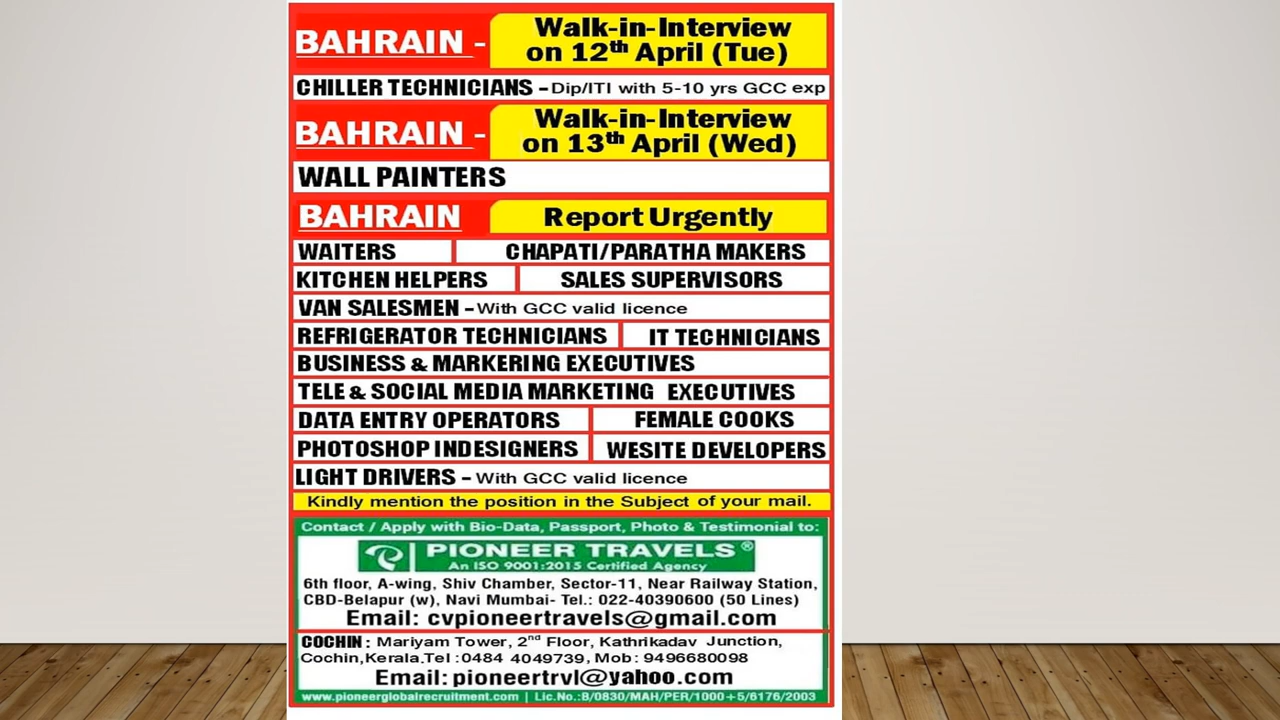 BAHRAIN -
Walk-in-Interview
on 12th April (Tue)
CHILLER TECHNICIANS - Dip/ITI with 5-10 yrs GCC exp
BAHRAIN -
Walk-in-Interview
on 13th April (Wed)
WALL PAINTERS
BAHRAIN
Report Urgently
WAITERS
CHAPATI/PARATHA MAKERS
KITCHEN HELPERS
SALES SUPERVISORS
VAN SALESMEN - With GCC valid licence
REFRIGERATOR TECHNICIANS
IT TECHNICIANS
BUSINESS & MARKERING EXECUTIVES
TELE & SOCIAL MEDIA MARKETING EXECUTIVES
DATA ENTRY OPERATORS
FEMALE COOKS
PHOTOSHOP INDESIGNERS
WESITE DEVELOPERS
LIGHT DRIVERS - With GCC valid licence
Kindly mention the position in the Subject of your mail.
Contact / Apply with Bio-Data, Passport, Photo & Testimonial to:
PIONEER TRAVELS®
An ISO 9001:2015 Certified Agency
6th floor, A-wing, Shiv Chamber, Sector-11, Near Railway Station,
CBD-Belapur (w), Navi Mumbai- Tel.: 022-40390600 (50 Lines)
Email: cvpioneertravels@gmail.com
COCHIN : Mariyam Tower, 2nd Floor, Kathrikadav Junction,
Cochin,Kerala.Tel :0484 4049739, Mob: 9496680098
Email: pioneertrvl@yahoo.com
www.pioneerglobalrecruitment.com | Lic.No.:B/0830/MAH/PER/1000+5/6176/2003